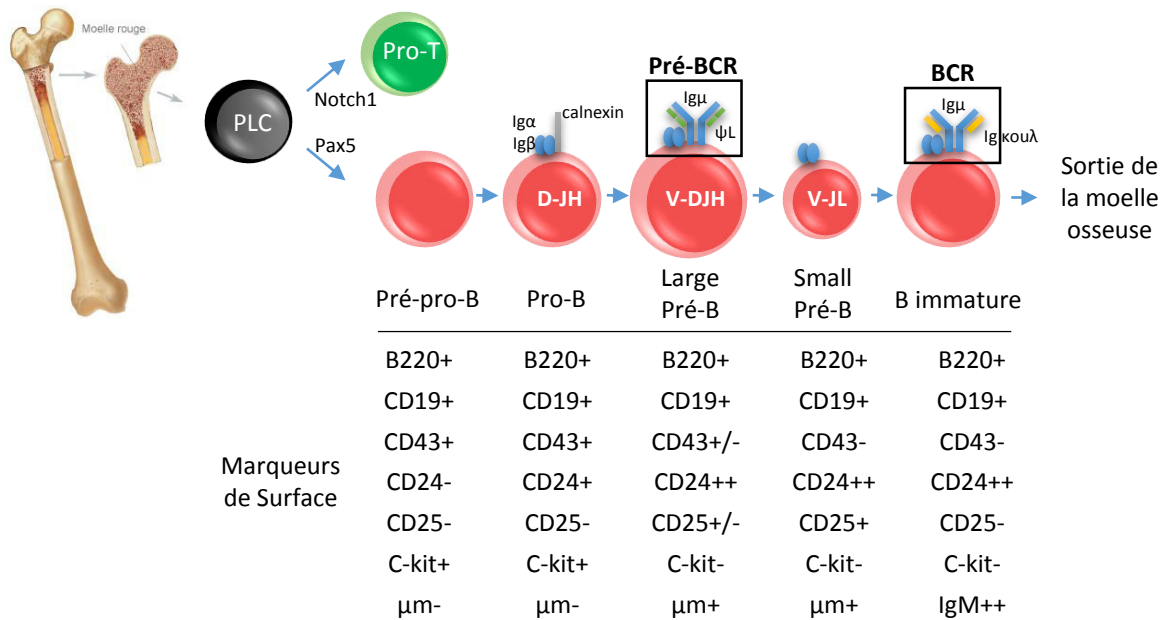 Moelle rouge
PLC
Notch1
Pax5
Pro-T
Igα
Igβ
calnexin
Pré-BCR
Igμ
ψL
BCR
Igμ
Ig κουλ
D-JH
V-DJH
V-JL
Sortie de
la moelle
osseuse
Pré-pro-B
Pro-B
Large
Pré-B
Small
Pré-B
B immature
Marqueurs
de Surface
B220+ B220+ B220+ B220+ B220+
CD19+ CD19+ CD19+ CD19+ CD19+
CD43+ CD43+ CD43+/- CD43- CD43-
CD24- CD24+ CD24++ CD24++ CD24++
CD25- CD25- CD25+/- CD25+ CD25-
C-kit+ C-kit+ C-kit- C-kit- C-kit-
μm- μm- μm+ μm+ IgM++